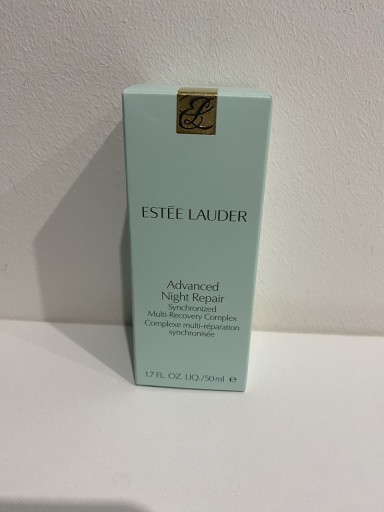 EL
ESTĒE LAUDER
Advanced
Night Repair
Synchronized
Multi-Recovery Complex
Complexe multi-réparation
synchronisée
1.7 FL. OZ. LIQ./50 ml ℮